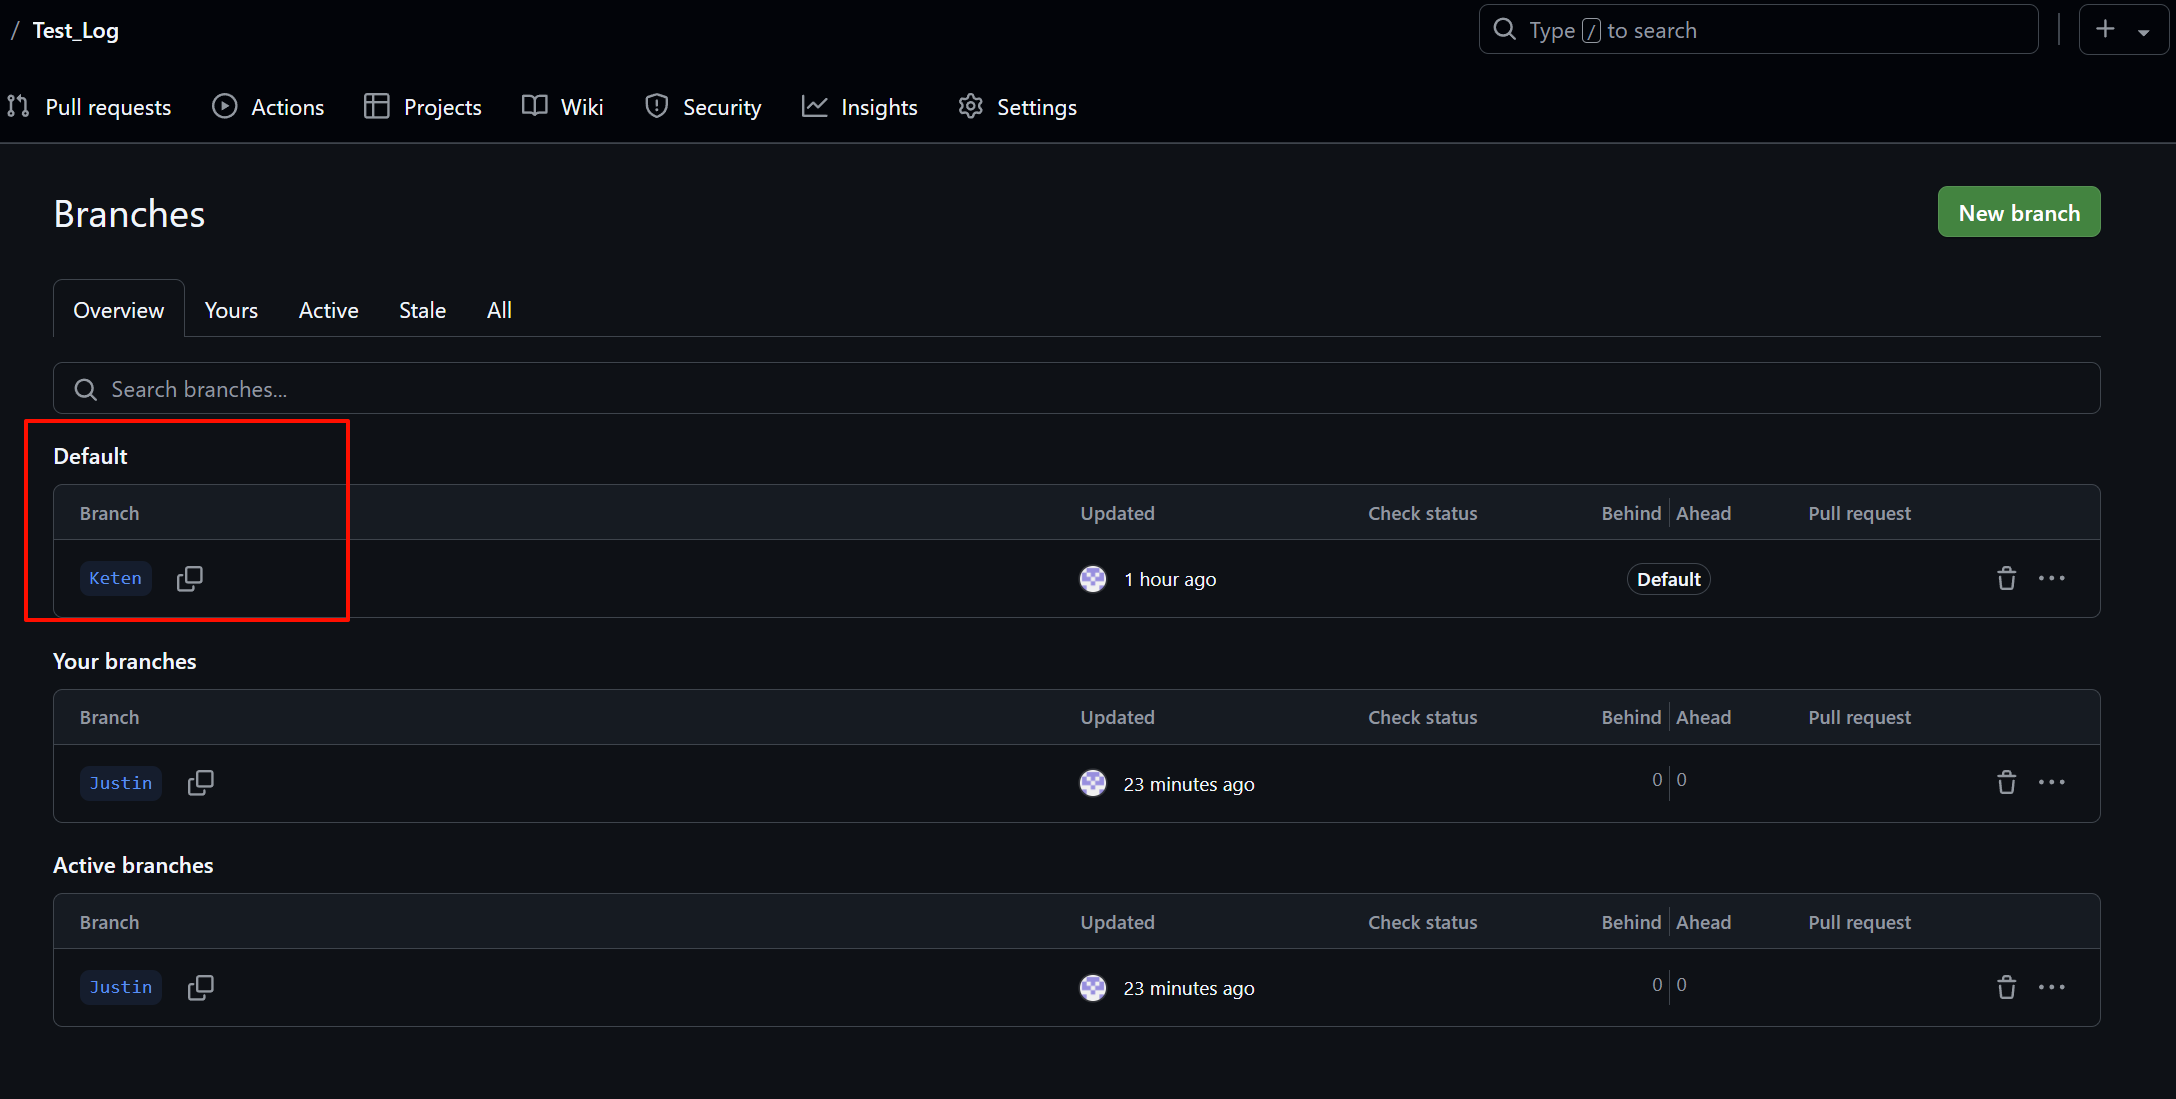 / Test_Log
Type / to search
Pull requests Actions Projects Wiki Security Insights Settings
Branches
New branch
Overview Yours Active Stale All
Search branches...
Default
Branch Updated Check status Behind Ahead Pull request
Keten 1 hour ago Default
Your branches
Branch Updated Check status Behind Ahead Pull request
Justin 23 minutes ago 0 0
Active branches
Branch Updated Check status Behind Ahead Pull request
Justin 23 minutes ago 0 0